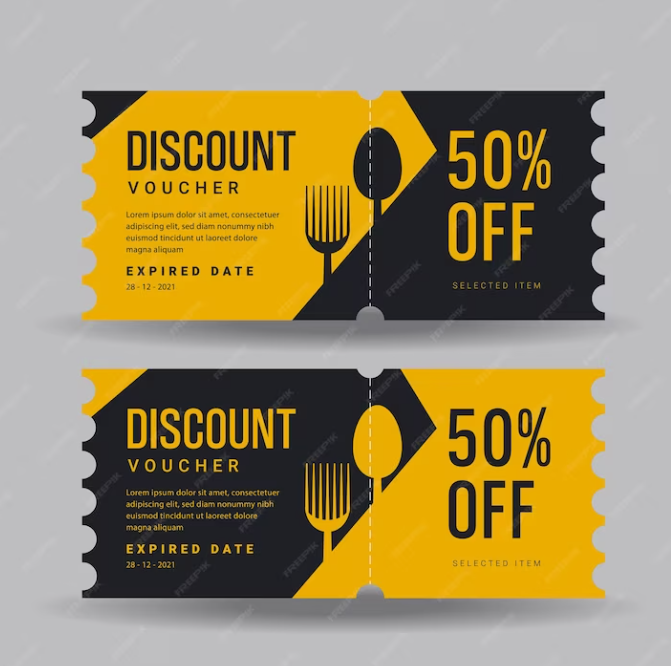 DISCOUNT
VOUCHER
Lorem ipsum dolor sit amet, consectetuer
adipiscing elit, sed diam nonummy nibh
euismod tincidunt ut laoreet dolore
magna aliquam
EXPIRED DATE
28 - 12 - 2021
50%
OFF
SELECTED ITEM
DISCOUNT
VOUCHER
Lorem ipsum dolor sit amet, consectetuer
adipiscing elit, sed diam nonummy nibh
euismod tincidunt ut laoreet dolore
magna aliquam
EXPIRED DATE
28 - 12 - 2021
50%
OFF
SELECTED ITEM
FREEPIK